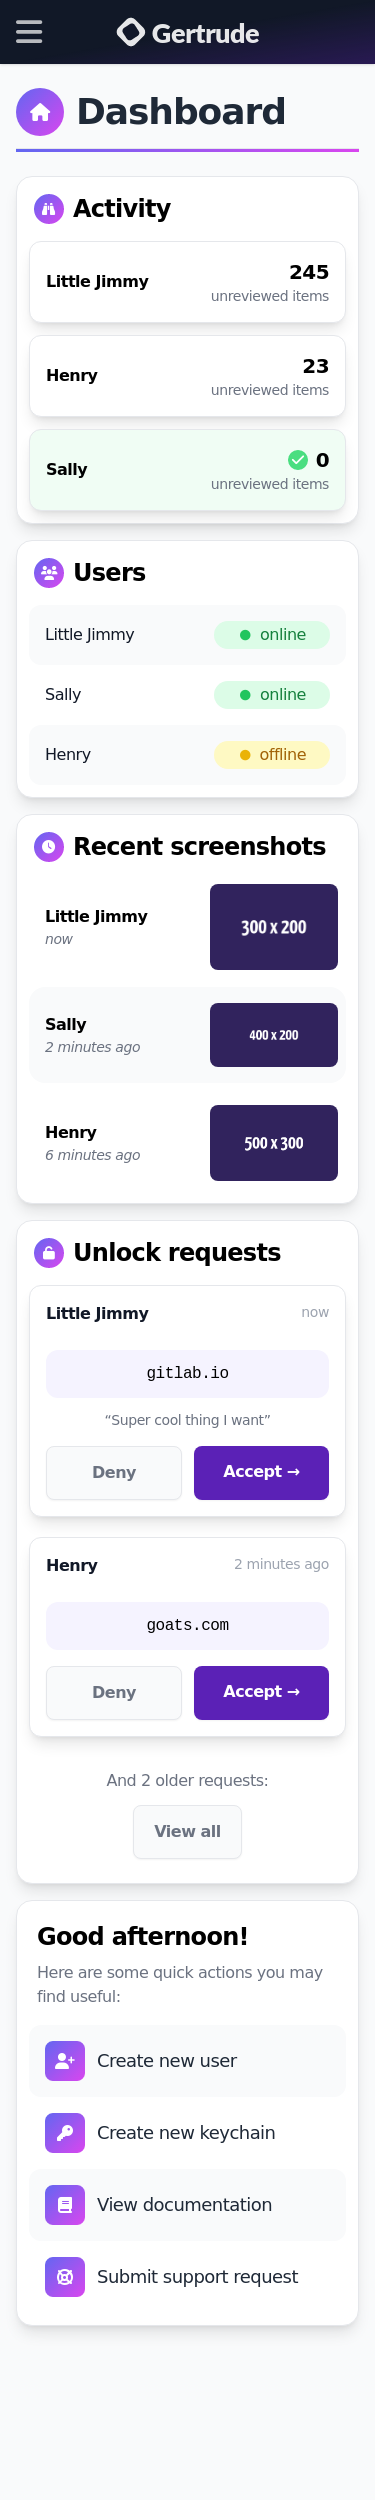 Gertrude
Dashboard
Activity
Little Jimmy
245
unreviewed items
Henry
23
unreviewed items
Sally
0
unreviewed items
Users
Little Jimmy
online
Sally
online
Henry
offline
Recent screenshots
Little Jimmy
now
300 x 200
Sally
2 minutes ago
400 x 200
Henry
6 minutes ago
500 x 300
Unlock requests
Little Jimmy
now
gitlab.io
“Super cool thing I want”
Deny
Accept →
Henry
2 minutes ago
goats.com
Deny
Accept →
And 2 older requests:
View all
Good afternoon!
Here are some quick actions you may
find useful:
Create new user
Create new keychain
View documentation
Submit support request